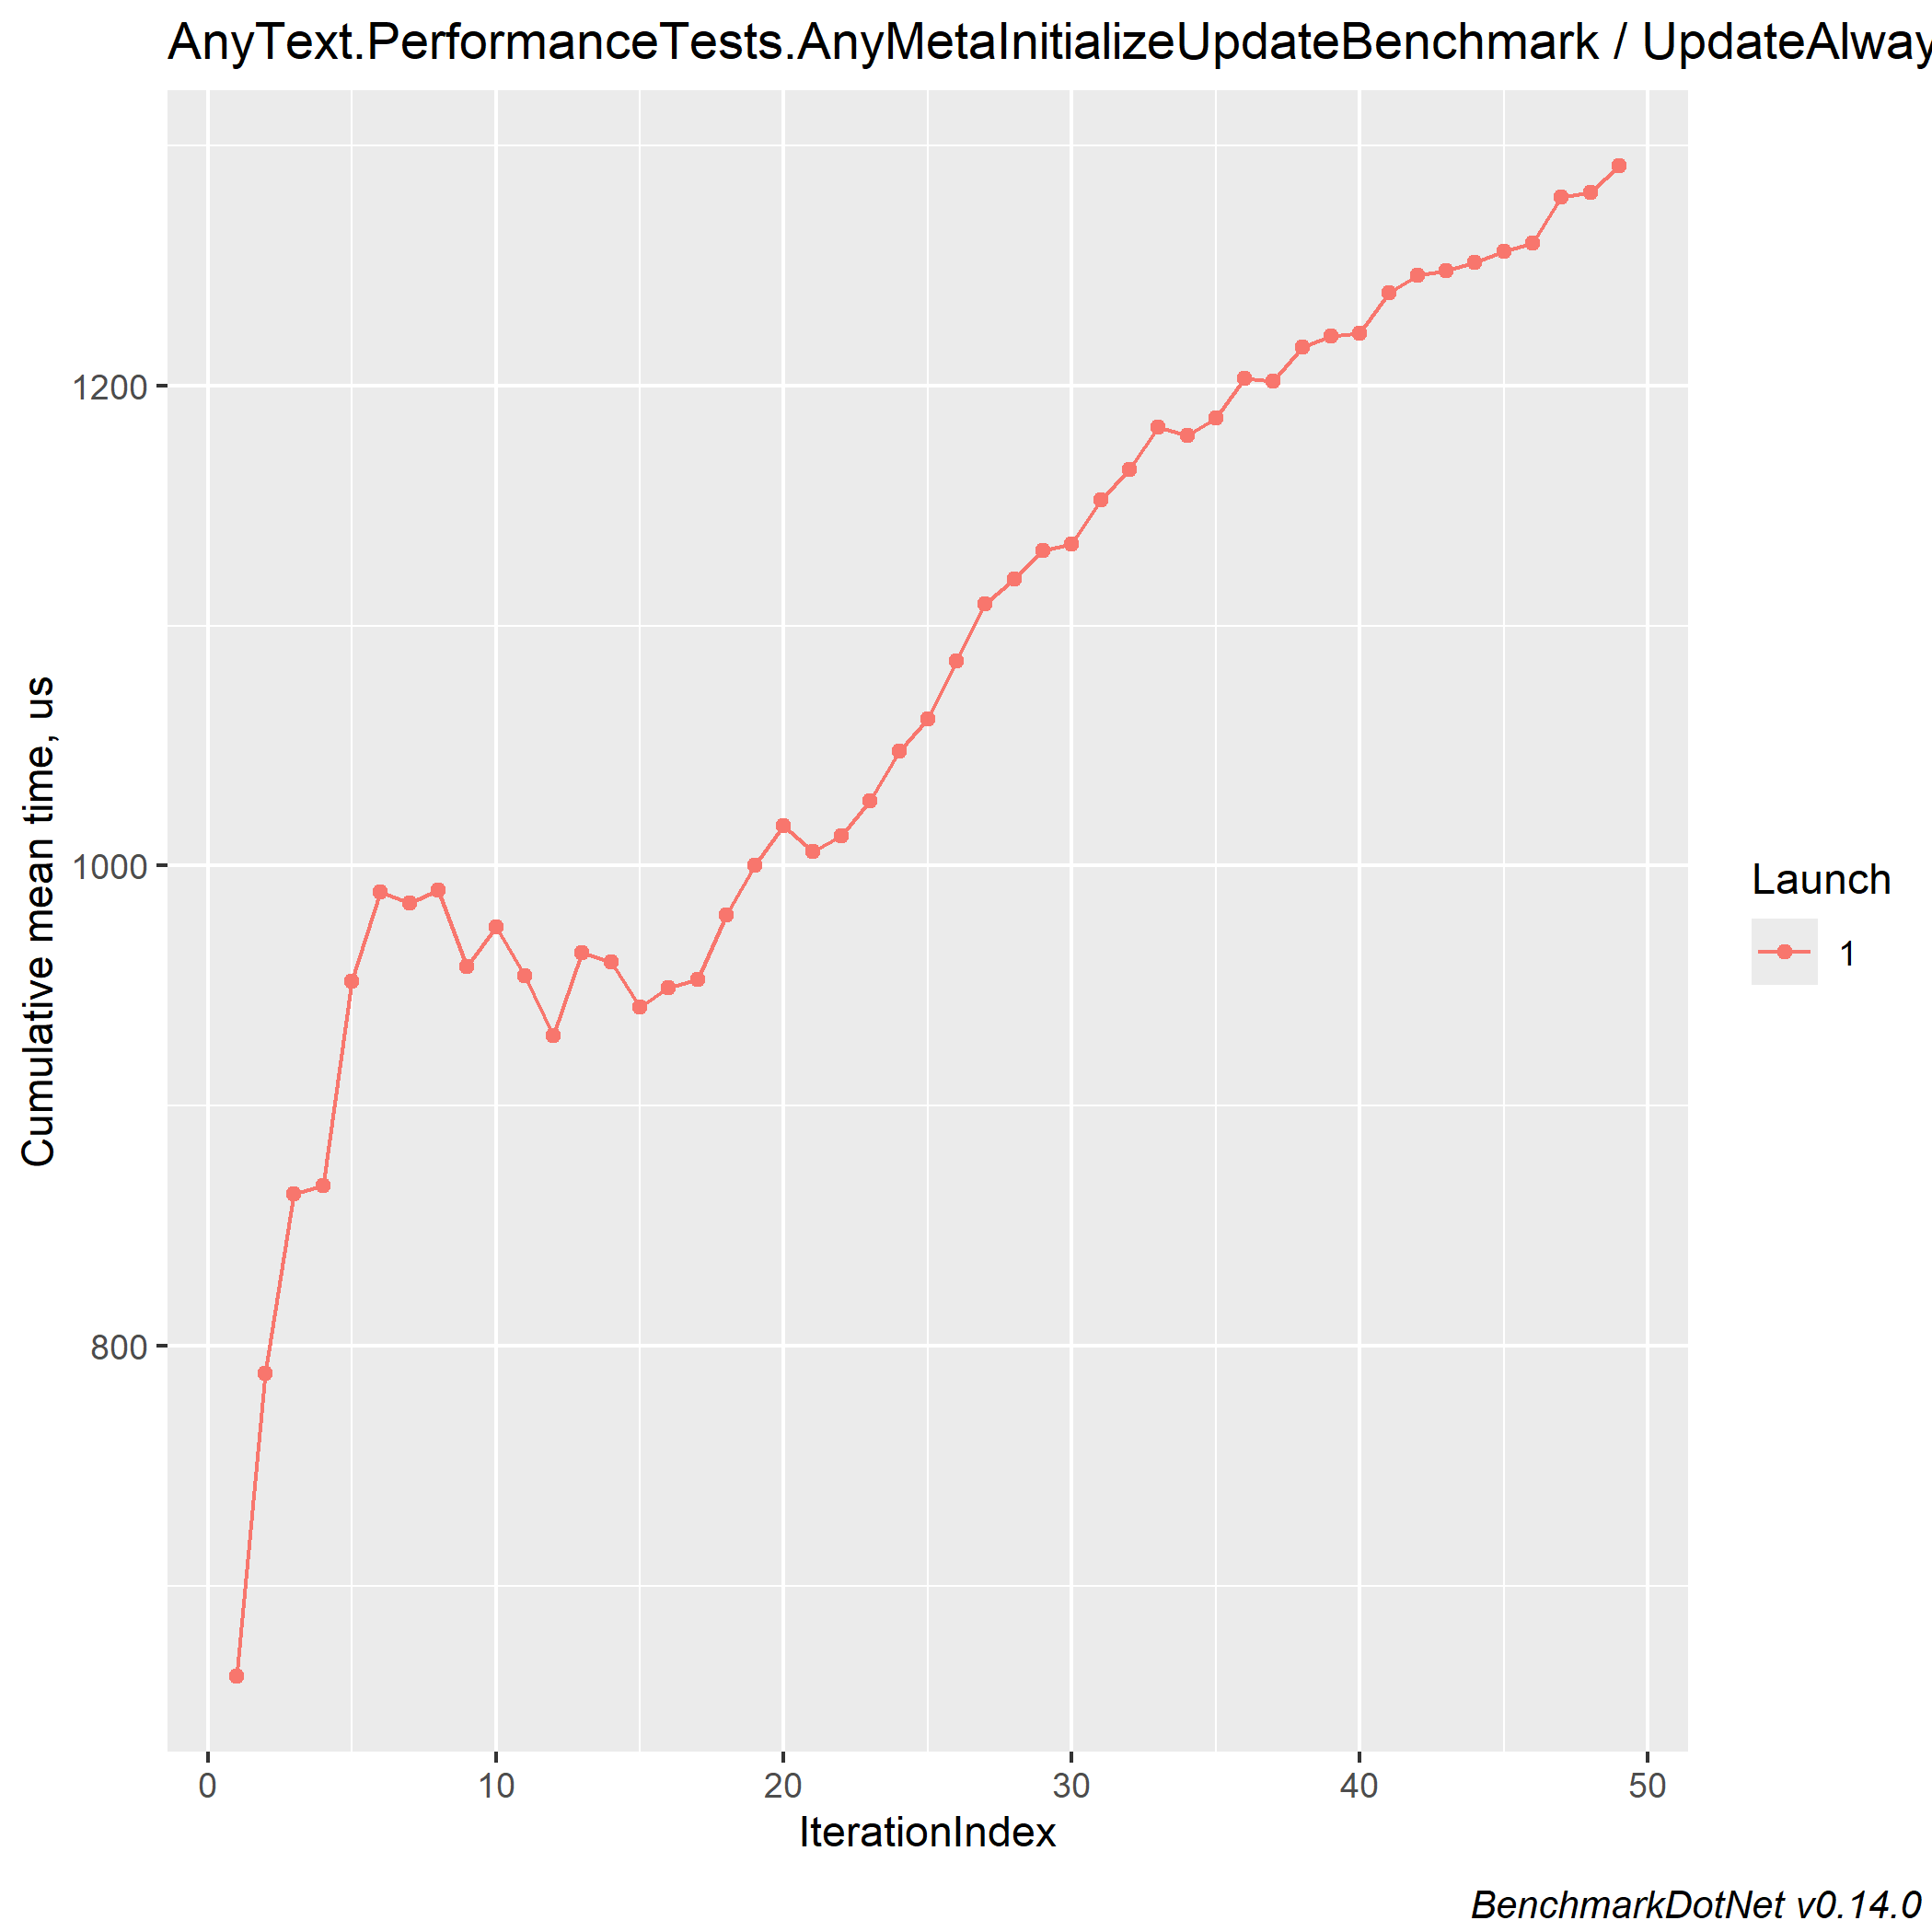 AnyText.PerformanceTests.AnyMetaInitializeUpdateBenchmark / UpdateAlway
Cumulative mean time, us
1200
1000
800
0 10 20 30 40 50
IterationIndex
Launch
1
BenchmarkDotNet v0.14.0